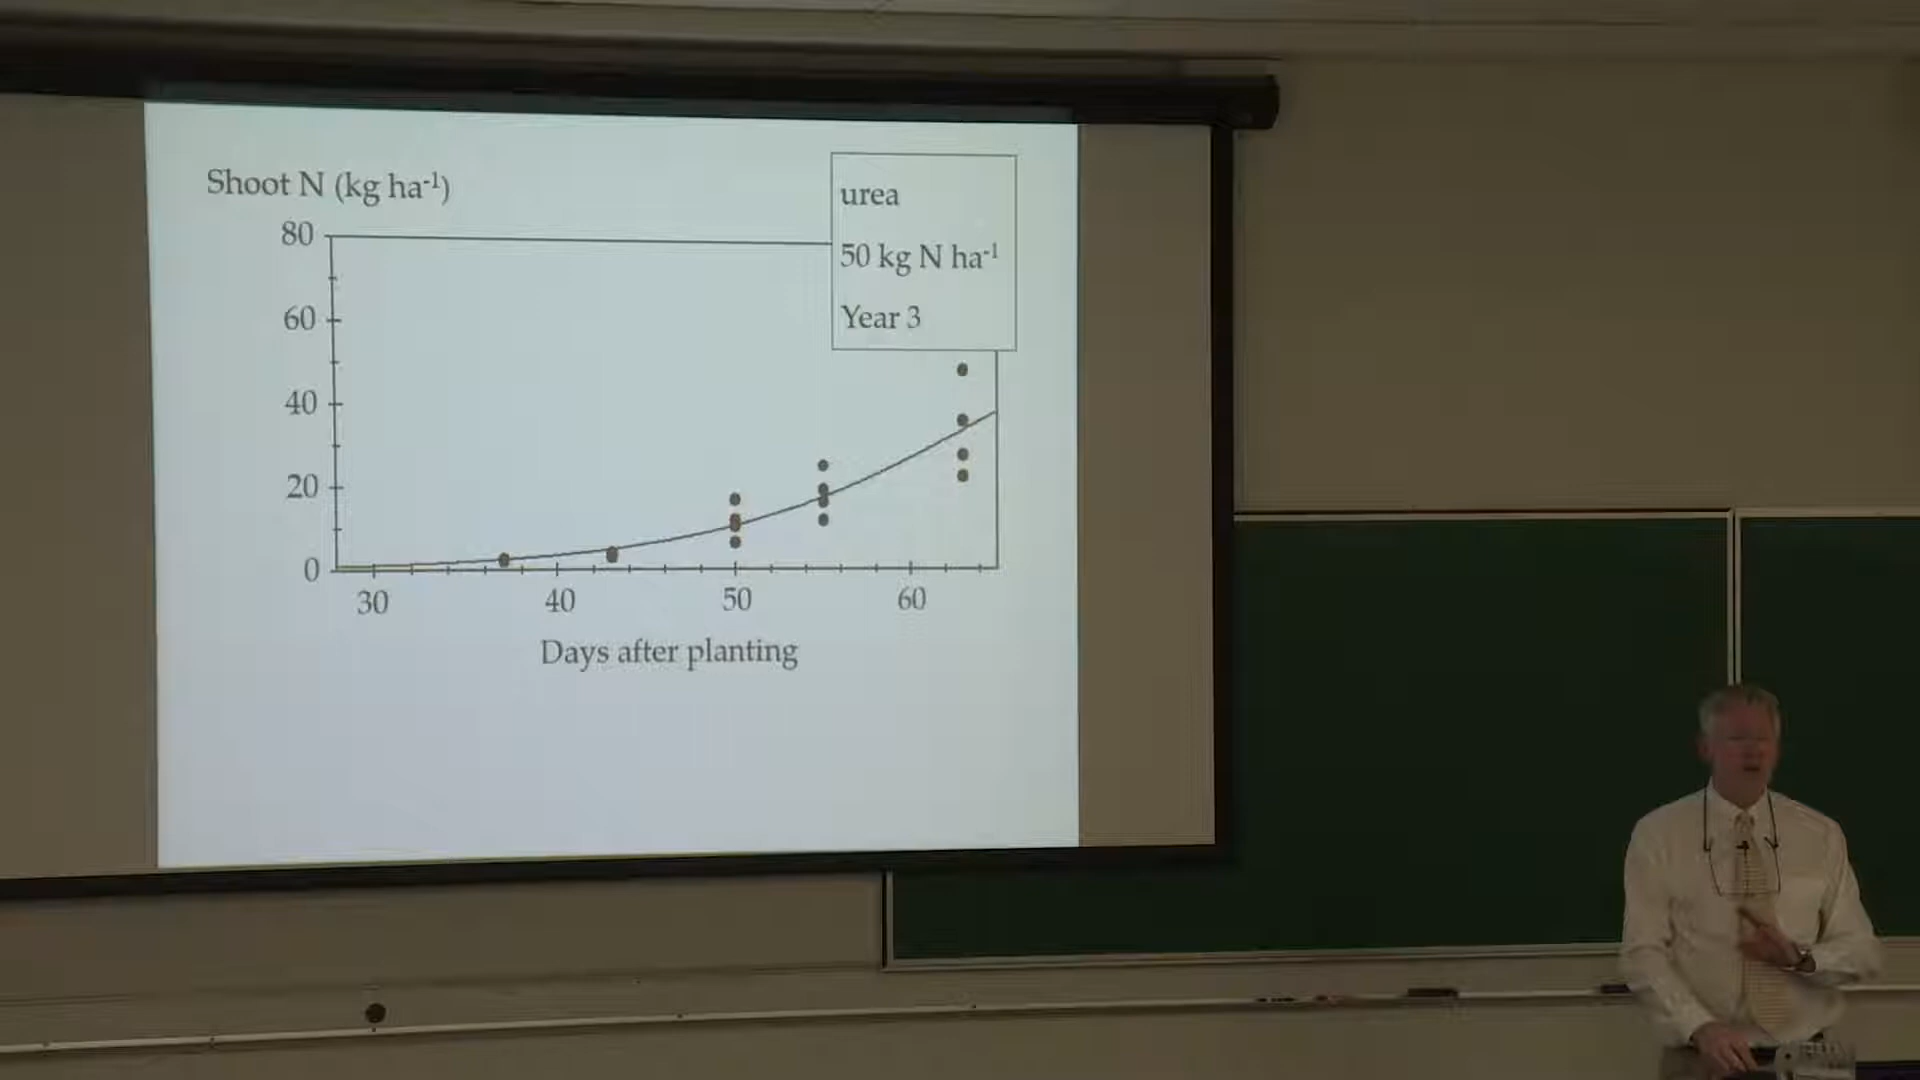 Shoot N (kg ha⁻¹)
urea
50 kg N ha⁻¹
Year 3
80
60
40
20
0
30 40 50 60
Days after planting